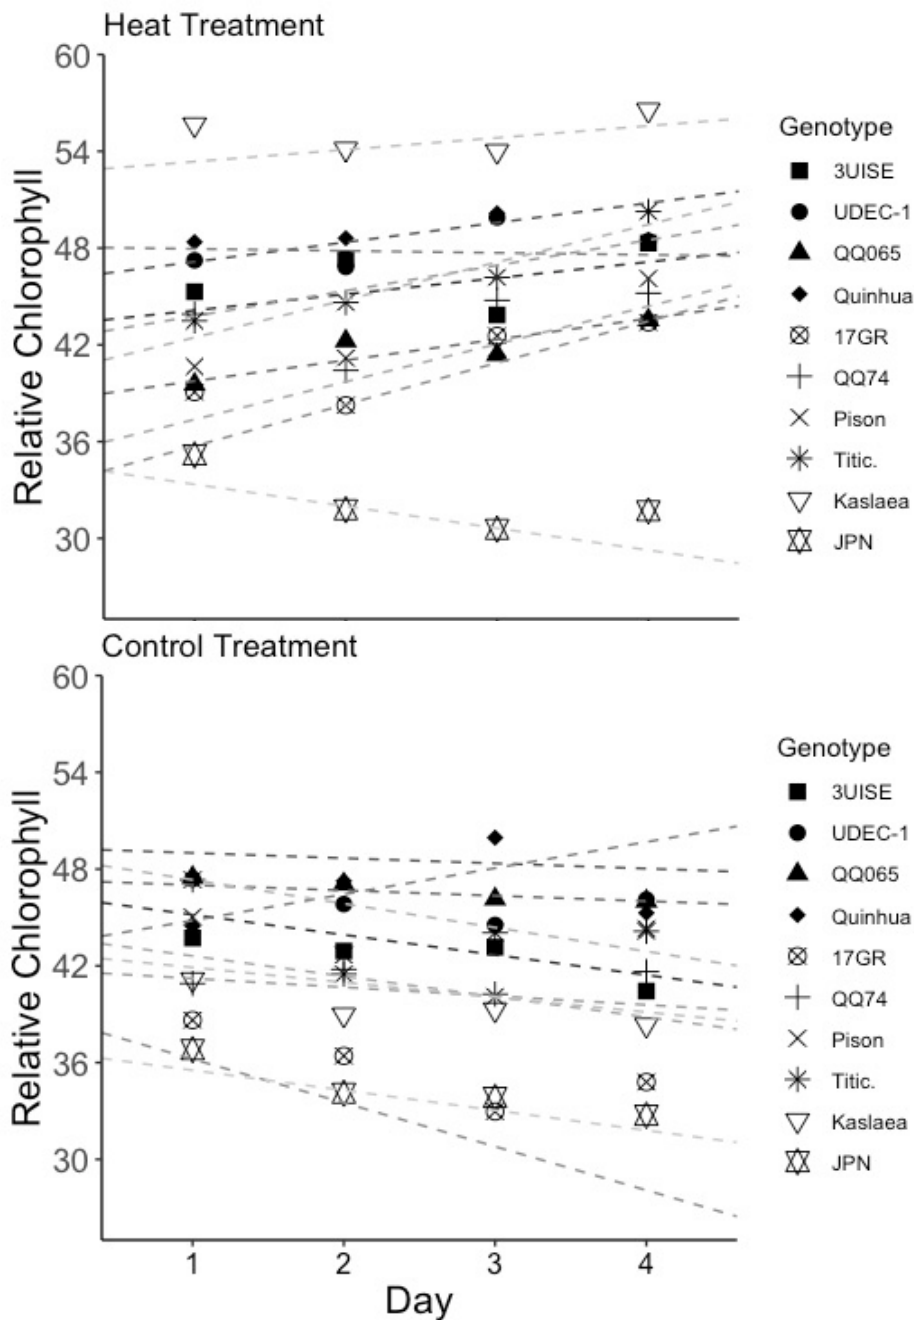 Heat Treatment
Relative Chlorophyll
60
54
48
42
36
30
Genotype
3UISE
UDEC-1
QQ065
Quinhua
17GR
QQ74
Pison
Titic.
Kaslaea
JPN
Control Treatment
Relative Chlorophyll
60
54
48
42
36
30
Genotype
3UISE
UDEC-1
QQ065
Quinhua
17GR
QQ74
Pison
Titic.
Kaslaea
JPN
1 2 3 4
Day